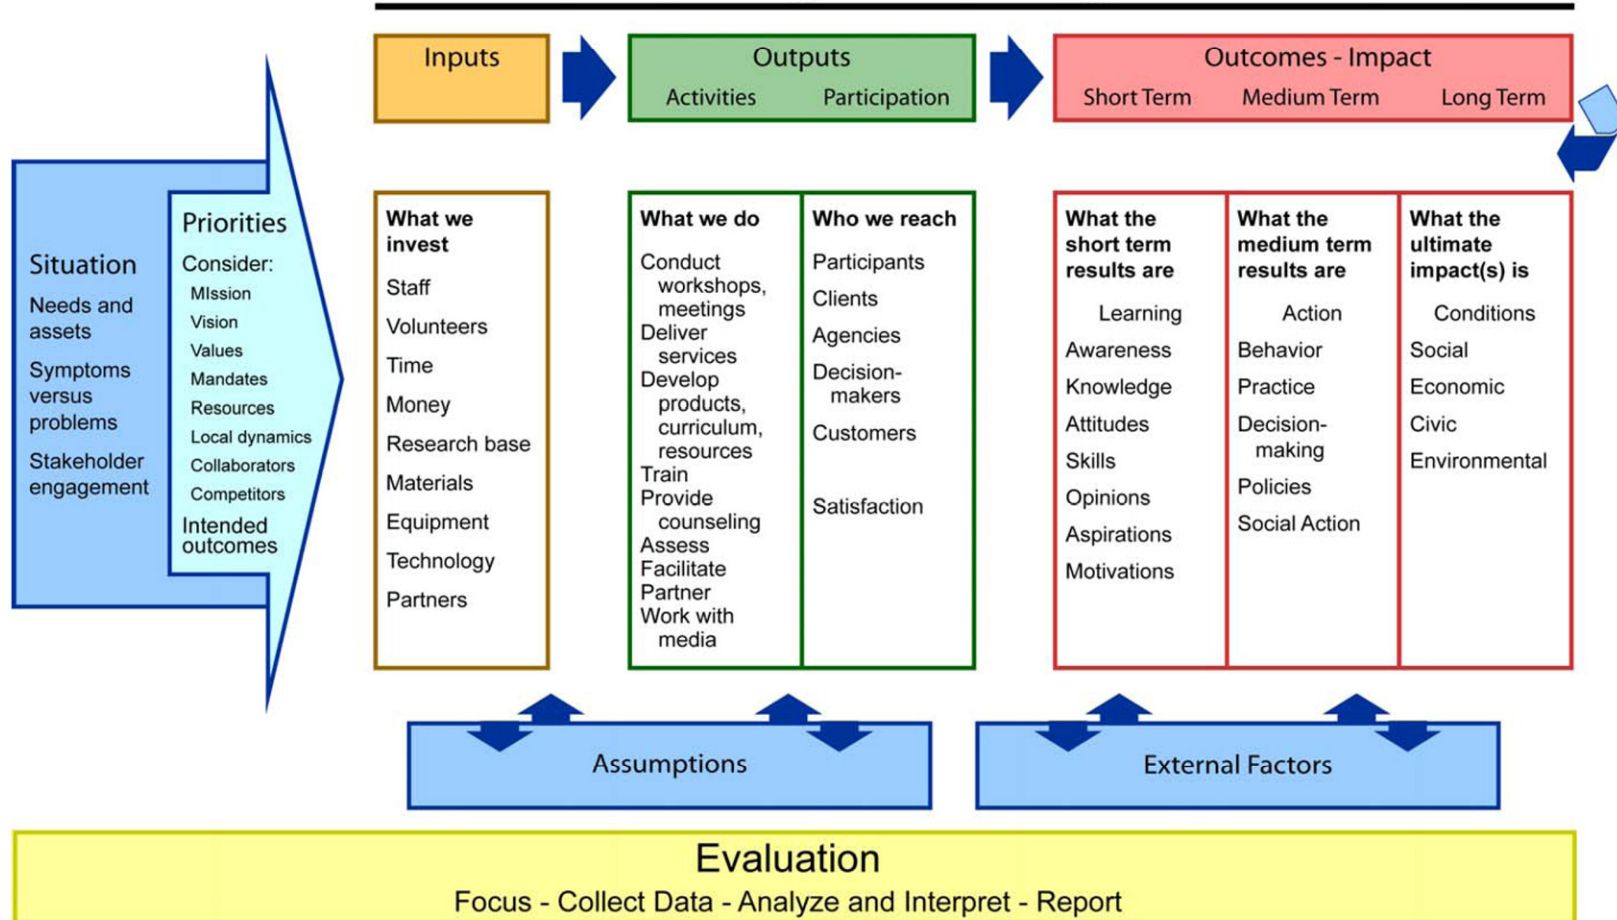 Inputs
Outputs
Activities
Participation
Outcomes - Impact
Short Term
Medium Term
Long Term
Situation
Needs and
assets
Symptoms
versus
problems
Stakeholder
engagement
Priorities
Consider:
MIssion
Vision
Values
Mandates
Resources
Local dynamics
Collaborators
Competitors
Intended
outcomes
What we
invest
Staff
Volunteers
Time
Money
Research base
Materials
Equipment
Technology
Partners
What we do
Conduct
workshops,
meetings
Deliver
services
Develop
products,
curriculum,
resources
Train
Provide
counseling
Assess
Facilitate
Partner
Work with
media
Who we reach
Participants
Clients
Agencies
Decision-
makers
Customers
Satisfaction
What the
short term
results are
Learning
Awareness
Knowledge
Attitudes
Skills
Opinions
Aspirations
Motivations
What the
medium term
results are
Action
Behavior
Practice
Decision-
making
Policies
Social Action
What the
ultimate
impact(s) is
Conditions
Social
Economic
Civic
Environmental
Assumptions
External Factors
Evaluation
Focus - Collect Data - Analyze and Interpret - Report